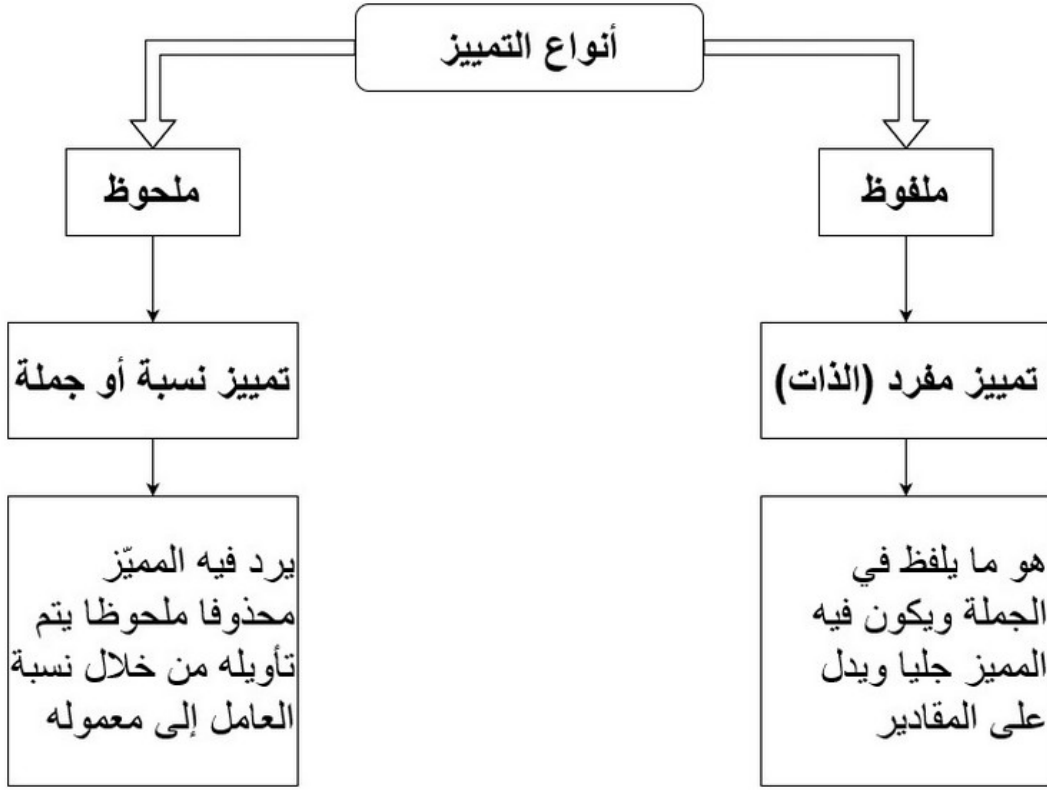 أنواع التمييز
ملفوظ
ملحوظ
تمييز مفرد (الذات)
تمييز نسبة أو جملة
هو ما يلفظ في
الجملة ويكون فيه
المميز جليا ويدل
على المقادير
يرد فيه المميّز
محذوفا ملحوظا يتم
تأويله من خلال نسبة
العامل إلى معموله